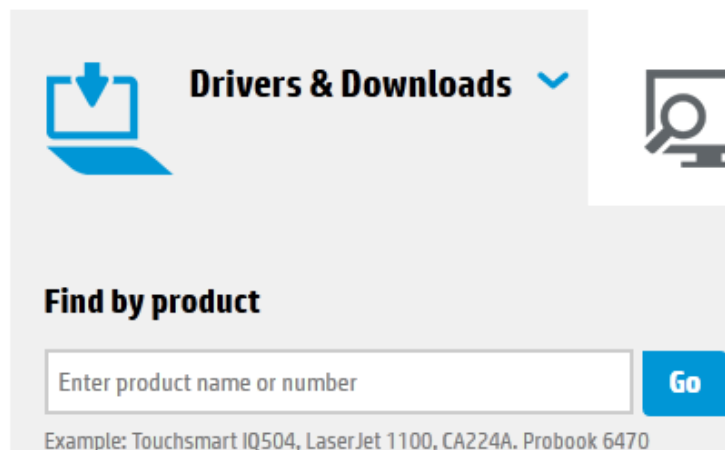 Drivers & Downloads
Find by product
Enter product name or number
Go
Example: Touchsmart IQ504, LaserJet 1100, CA224A. Probook 6470